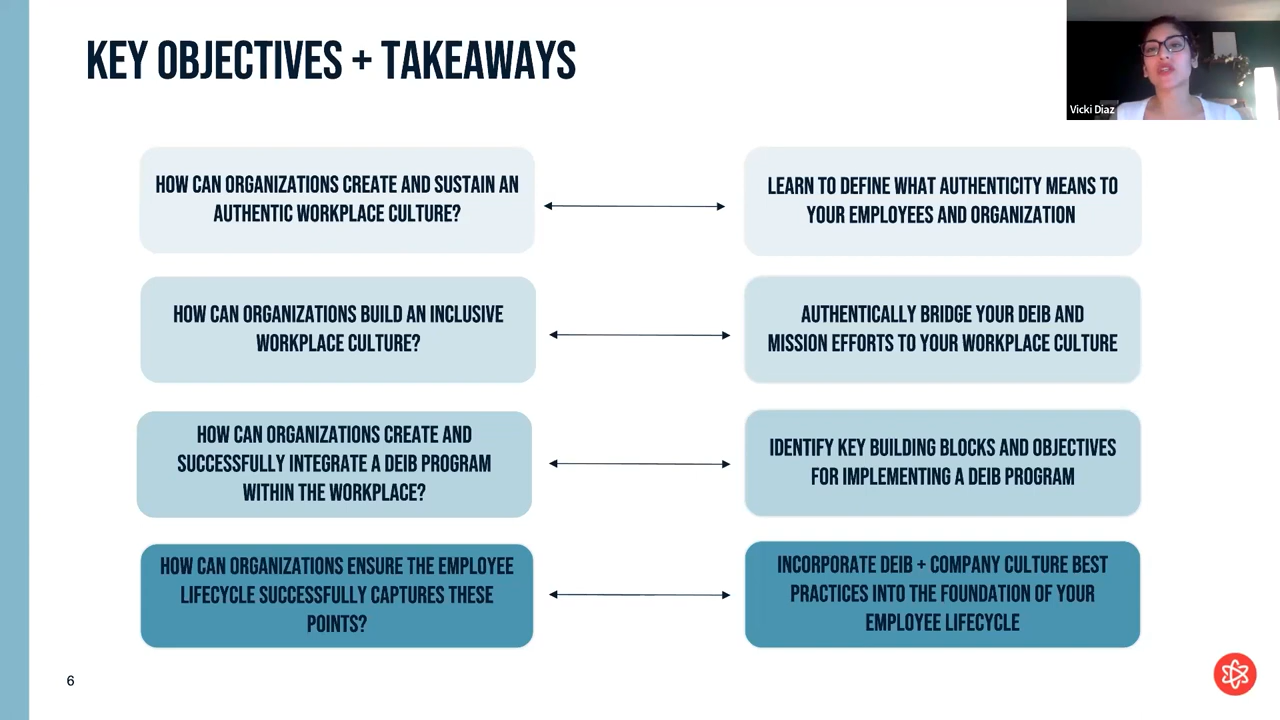 KEY OBJECTIVES + TAKEAWAYS
Vicki Diaz
HOW CAN ORGANIZATIONS CREATE AND SUSTAIN AN
AUTHENTIC WORKPLACE CULTURE?
LEARN TO DEFINE WHAT AUTHENTICITY MEANS TO
YOUR EMPLOYEES AND ORGANIZATION
HOW CAN ORGANIZATIONS BUILD AN INCLUSIVE
WORKPLACE CULTURE?
AUTHENTICALLY BRIDGE YOUR DEIB AND
MISSION EFFORTS TO YOUR WORKPLACE CULTURE
HOW CAN ORGANIZATIONS CREATE AND
SUCCESSFULLY INTEGRATE A DEIB PROGRAM
WITHIN THE WORKPLACE?
IDENTIFY KEY BUILDING BLOCKS AND OBJECTIVES
FOR IMPLEMENTING A DEIB PROGRAM
HOW CAN ORGANIZATIONS ENSURE THE EMPLOYEE
LIFECYCLE SUCCESSFULLY CAPTURES THESE
POINTS?
INCORPORATE DEIB + COMPANY CULTURE BEST
PRACTICES INTO THE FOUNDATION OF YOUR
EMPLOYEE LIFECYCLE
6